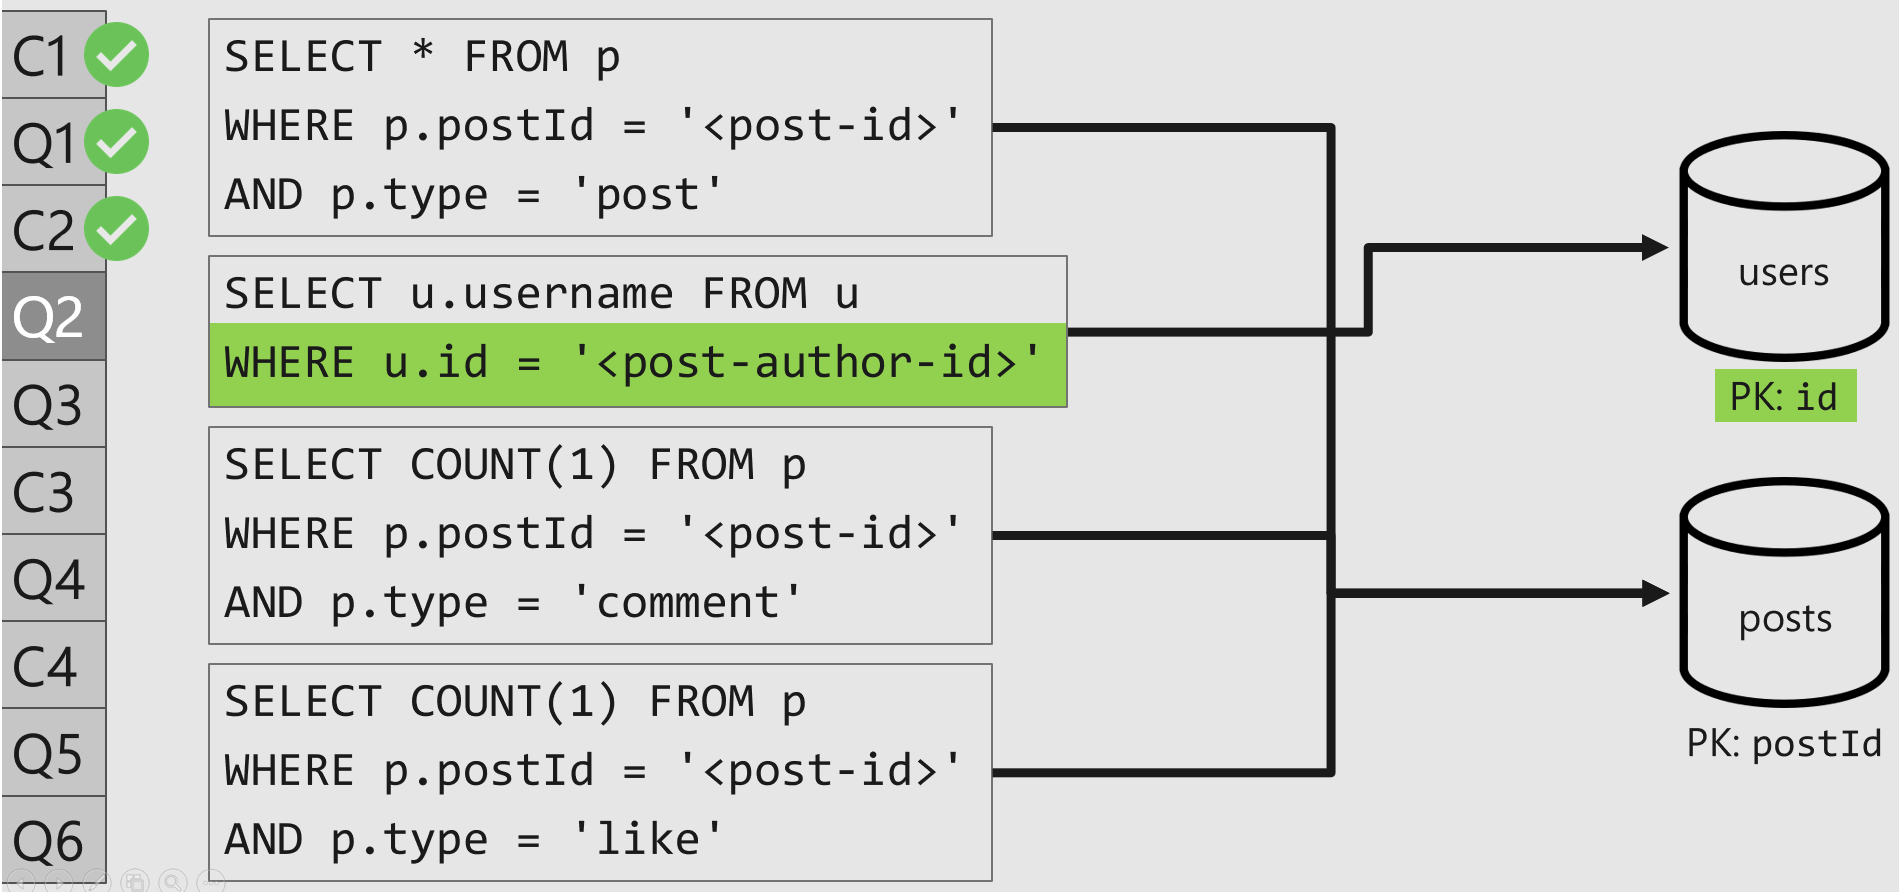 C1
Q1
C2
Q2
Q3
C3
Q4
C4
Q5
Q6
SELECT * FROM p
WHERE p.postId = '<post-id>'
AND p.type = 'post'
SELECT u.username FROM u
WHERE u.id = '<post-author-id>'
SELECT COUNT(1) FROM p
WHERE p.postId = '<post-id>'
AND p.type = 'comment'
SELECT COUNT(1) FROM p
WHERE p.postId = '<post-id>'
AND p.type = 'like'
users
PK: id
posts
PK: postId